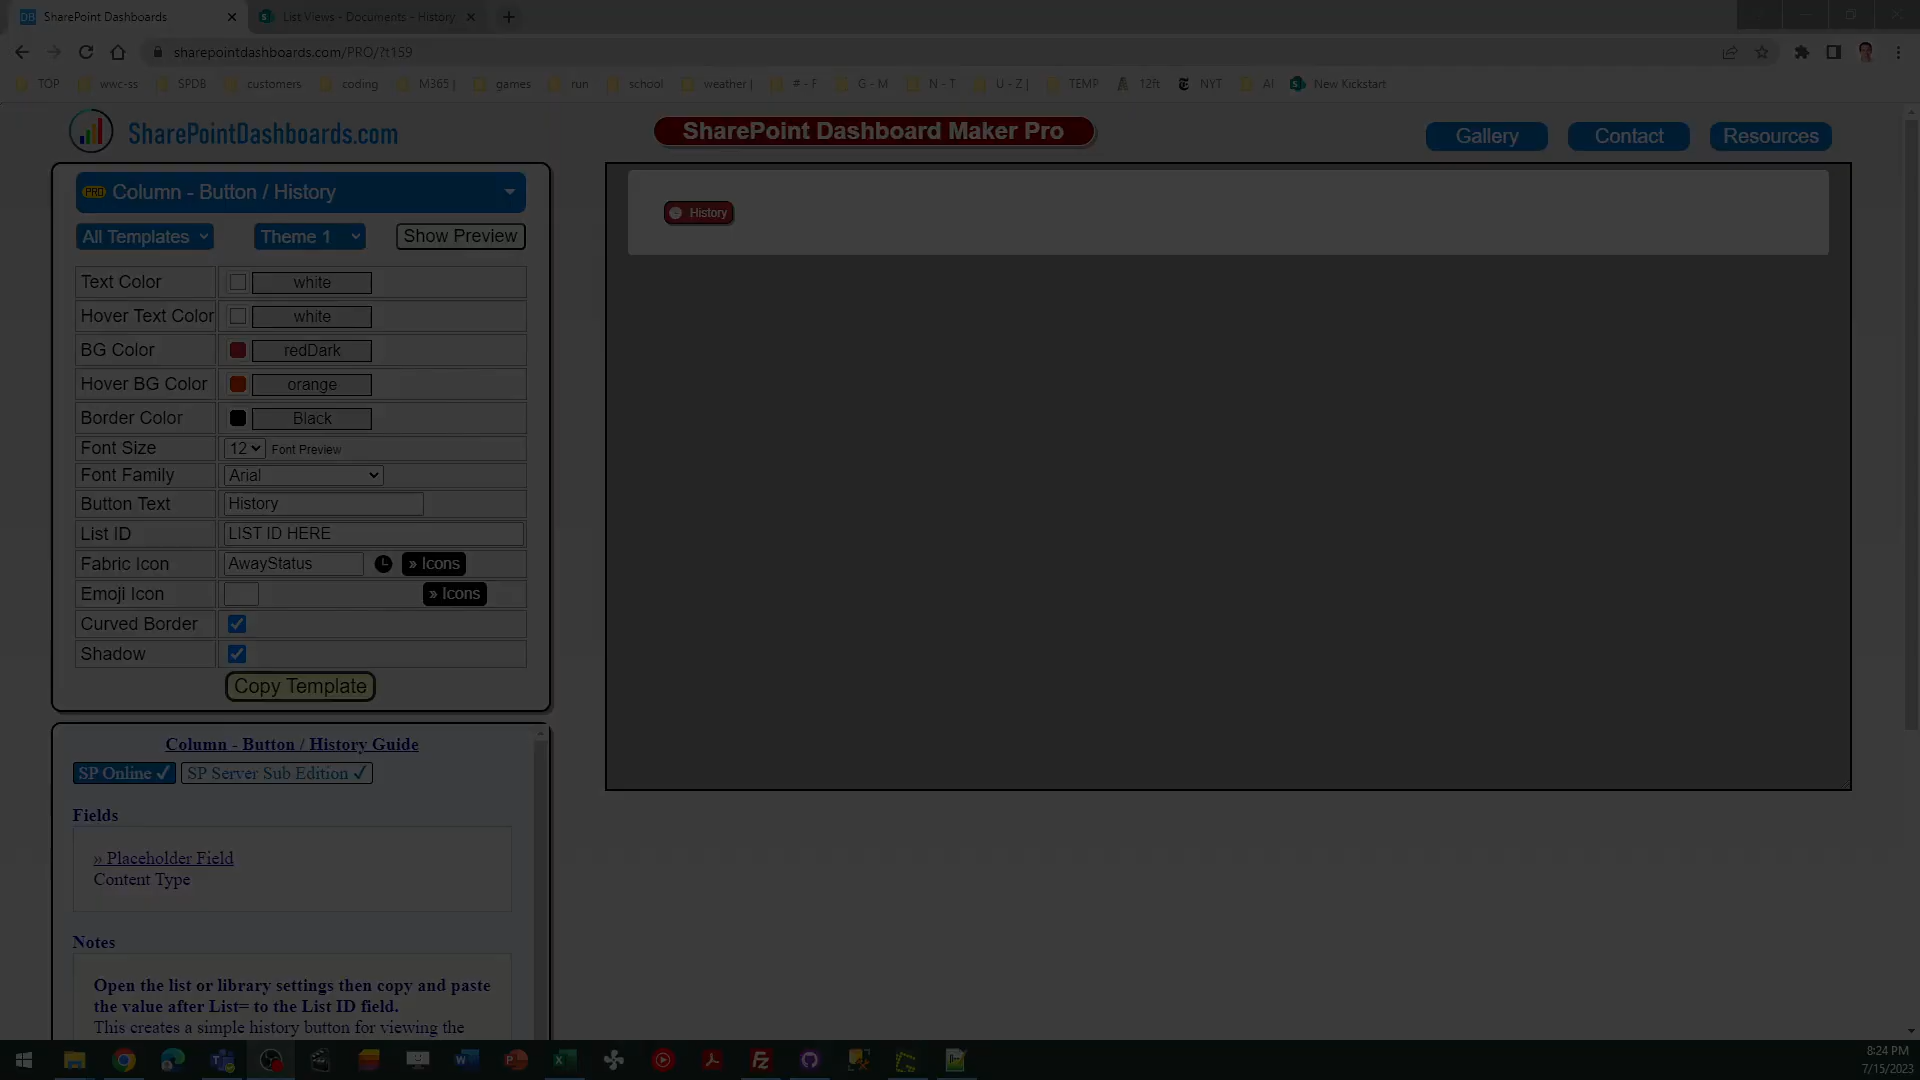 SharePoint Dashboards
List Views - Documents - History
sharepointdashboards.com/PRO/?t159
TOP
wwc-ss
SPDB
customers
coding
M365 |
games
run
school
weather |
# - F
G - M
N - T
U - Z |
TEMP
12ft
NYT
AI
New Kickstart
SharePointDashboards.com
SharePoint Dashboard Maker Pro
Gallery
Contact
Resources
PRO Column - Button / History
All Templates
Theme 1
Show Preview
History
Text Color
white
Hover Text Color
white
BG Color
redDark
Hover BG Color
orange
Border Color
Black
Font Size
12
Font Preview
Font Family
Arial
Button Text
History
List ID
LIST ID HERE
Fabric Icon
AwayStatus
» Icons
Emoji Icon
» Icons
Curved Border
Shadow
Copy Template
Column - Button / History Guide
SP Online ✓
SP Server Sub Edition ✓
Fields
» Placeholder Field
Content Type
Notes
Open the list or library settings then copy and paste
the value after List= to the List ID field.
This creates a simple history button for viewing the
8:24 PM
7/15/2023